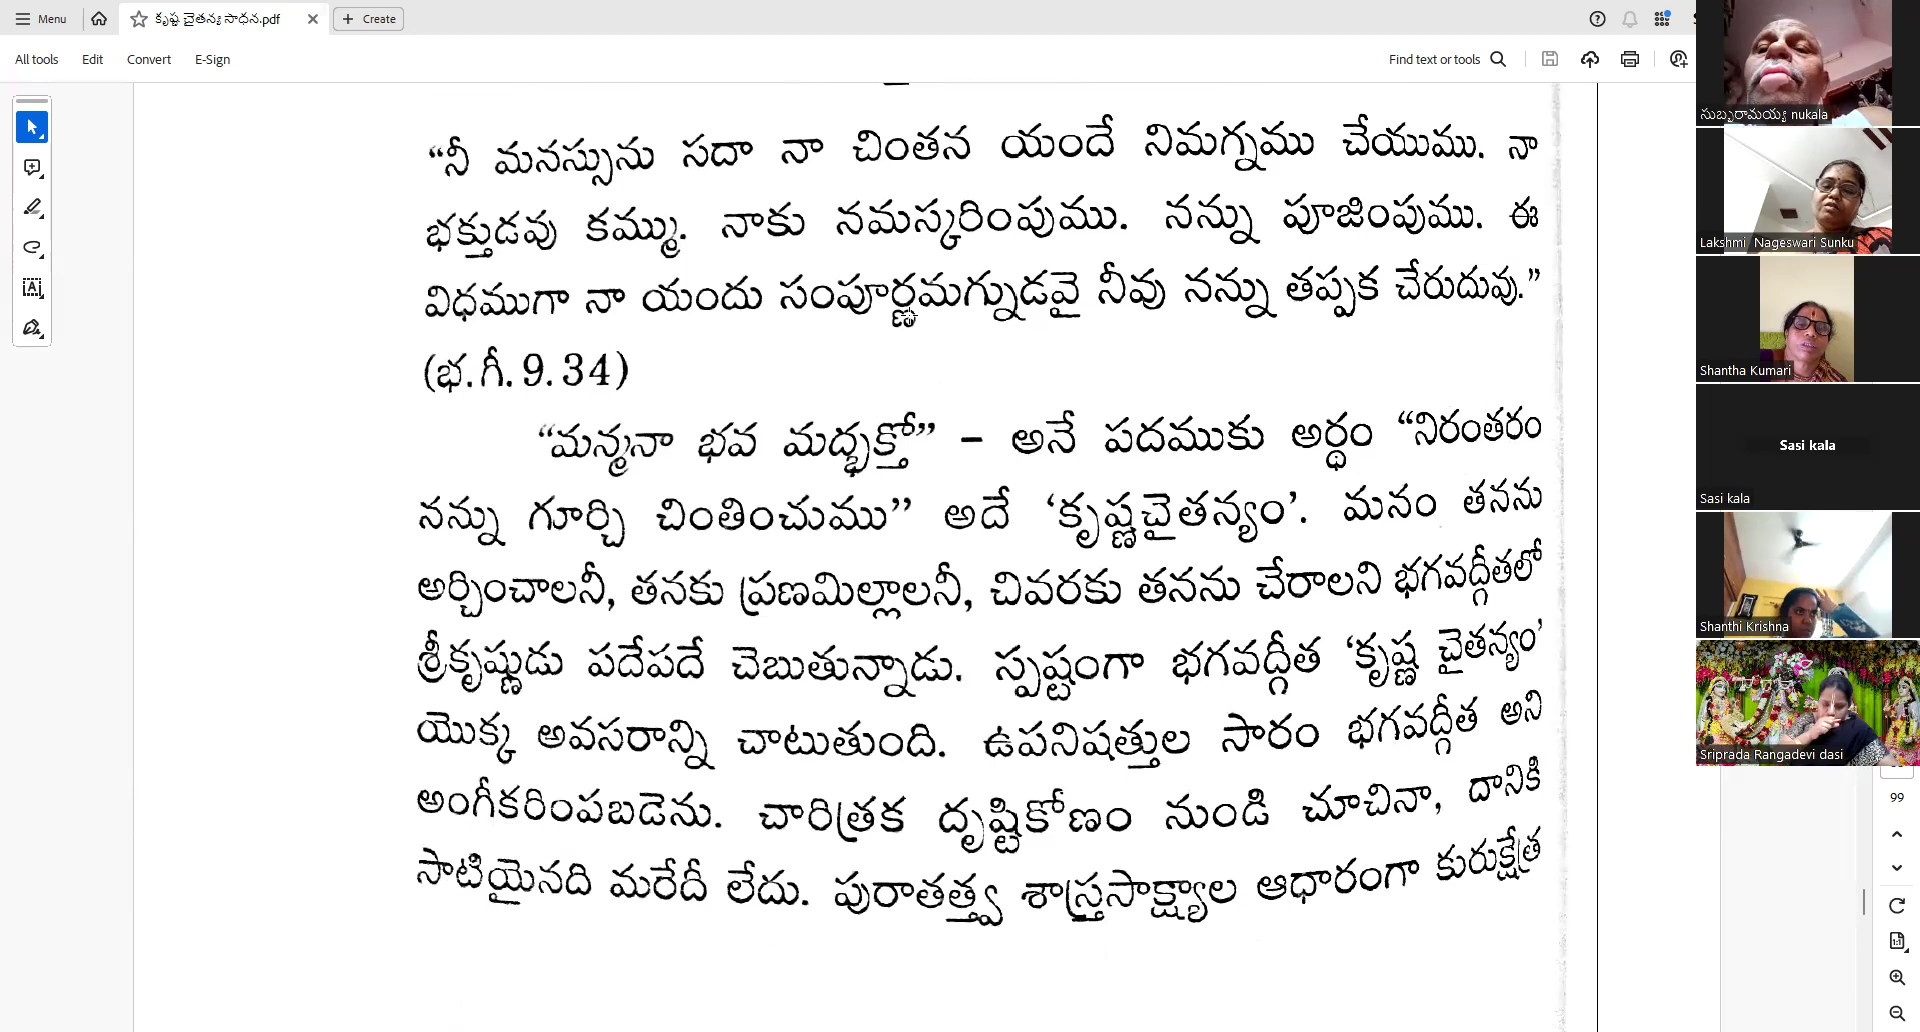 Menu
కృష్ణ చైతన్య సాధన.pdf
Create
All tools
Edit
Convert
E-Sign
Find text or tools
“నీ మనస్సును సదా నా చింతన యందే నిమగ్నము చేయుము. నా
భక్తుడవు కమ్ము. నాకు నమస్కరింపుము. నన్ను పూజింపుము. ఈ
విధముగా నా యందు సంపూర్ణమగ్నుడవై నీవు నన్ను తప్పక చేరుదువు.”
(భ.గీ. 9.34)
“మన్మనా భవ మద్భక్తో” – అనే పదముకు అర్థం “నిరంతరం
నన్ను గూర్చి చింతించుము” అదే ‘కృష్ణచైతన్యం’. మనం తనను
అర్చించాలనీ, తనకు ప్రణమిల్లాలనీ, చివరకు తనను చేరాలని భగవద్గీతలో
శ్రీకృష్ణుడు పదేపదే చెబుతున్నాడు. స్పష్టంగా భగవద్గీత ‘కృష్ణ చైతన్యం’
యొక్క అవసరాన్ని చాటుతుంది. ఉపనిషత్తుల సారం భగవద్గీత అని
అంగీకరింపబడెను. చారిత్రక దృష్టికోణం నుండి చూచినా, దానికి
సాటియైనది మరేదీ లేదు. పురాతత్త్వ శాస్త్రసాక్ష్యాల ఆధారంగా కురుక్షేత్ర
సుబ్బరామయ్య nukala
Lakshmi Nageswari Sunku
Shantha Kumari
Sasi kala
Sasi kala
Shanthi Krishna
Sriprada Rangadevi dasi
99